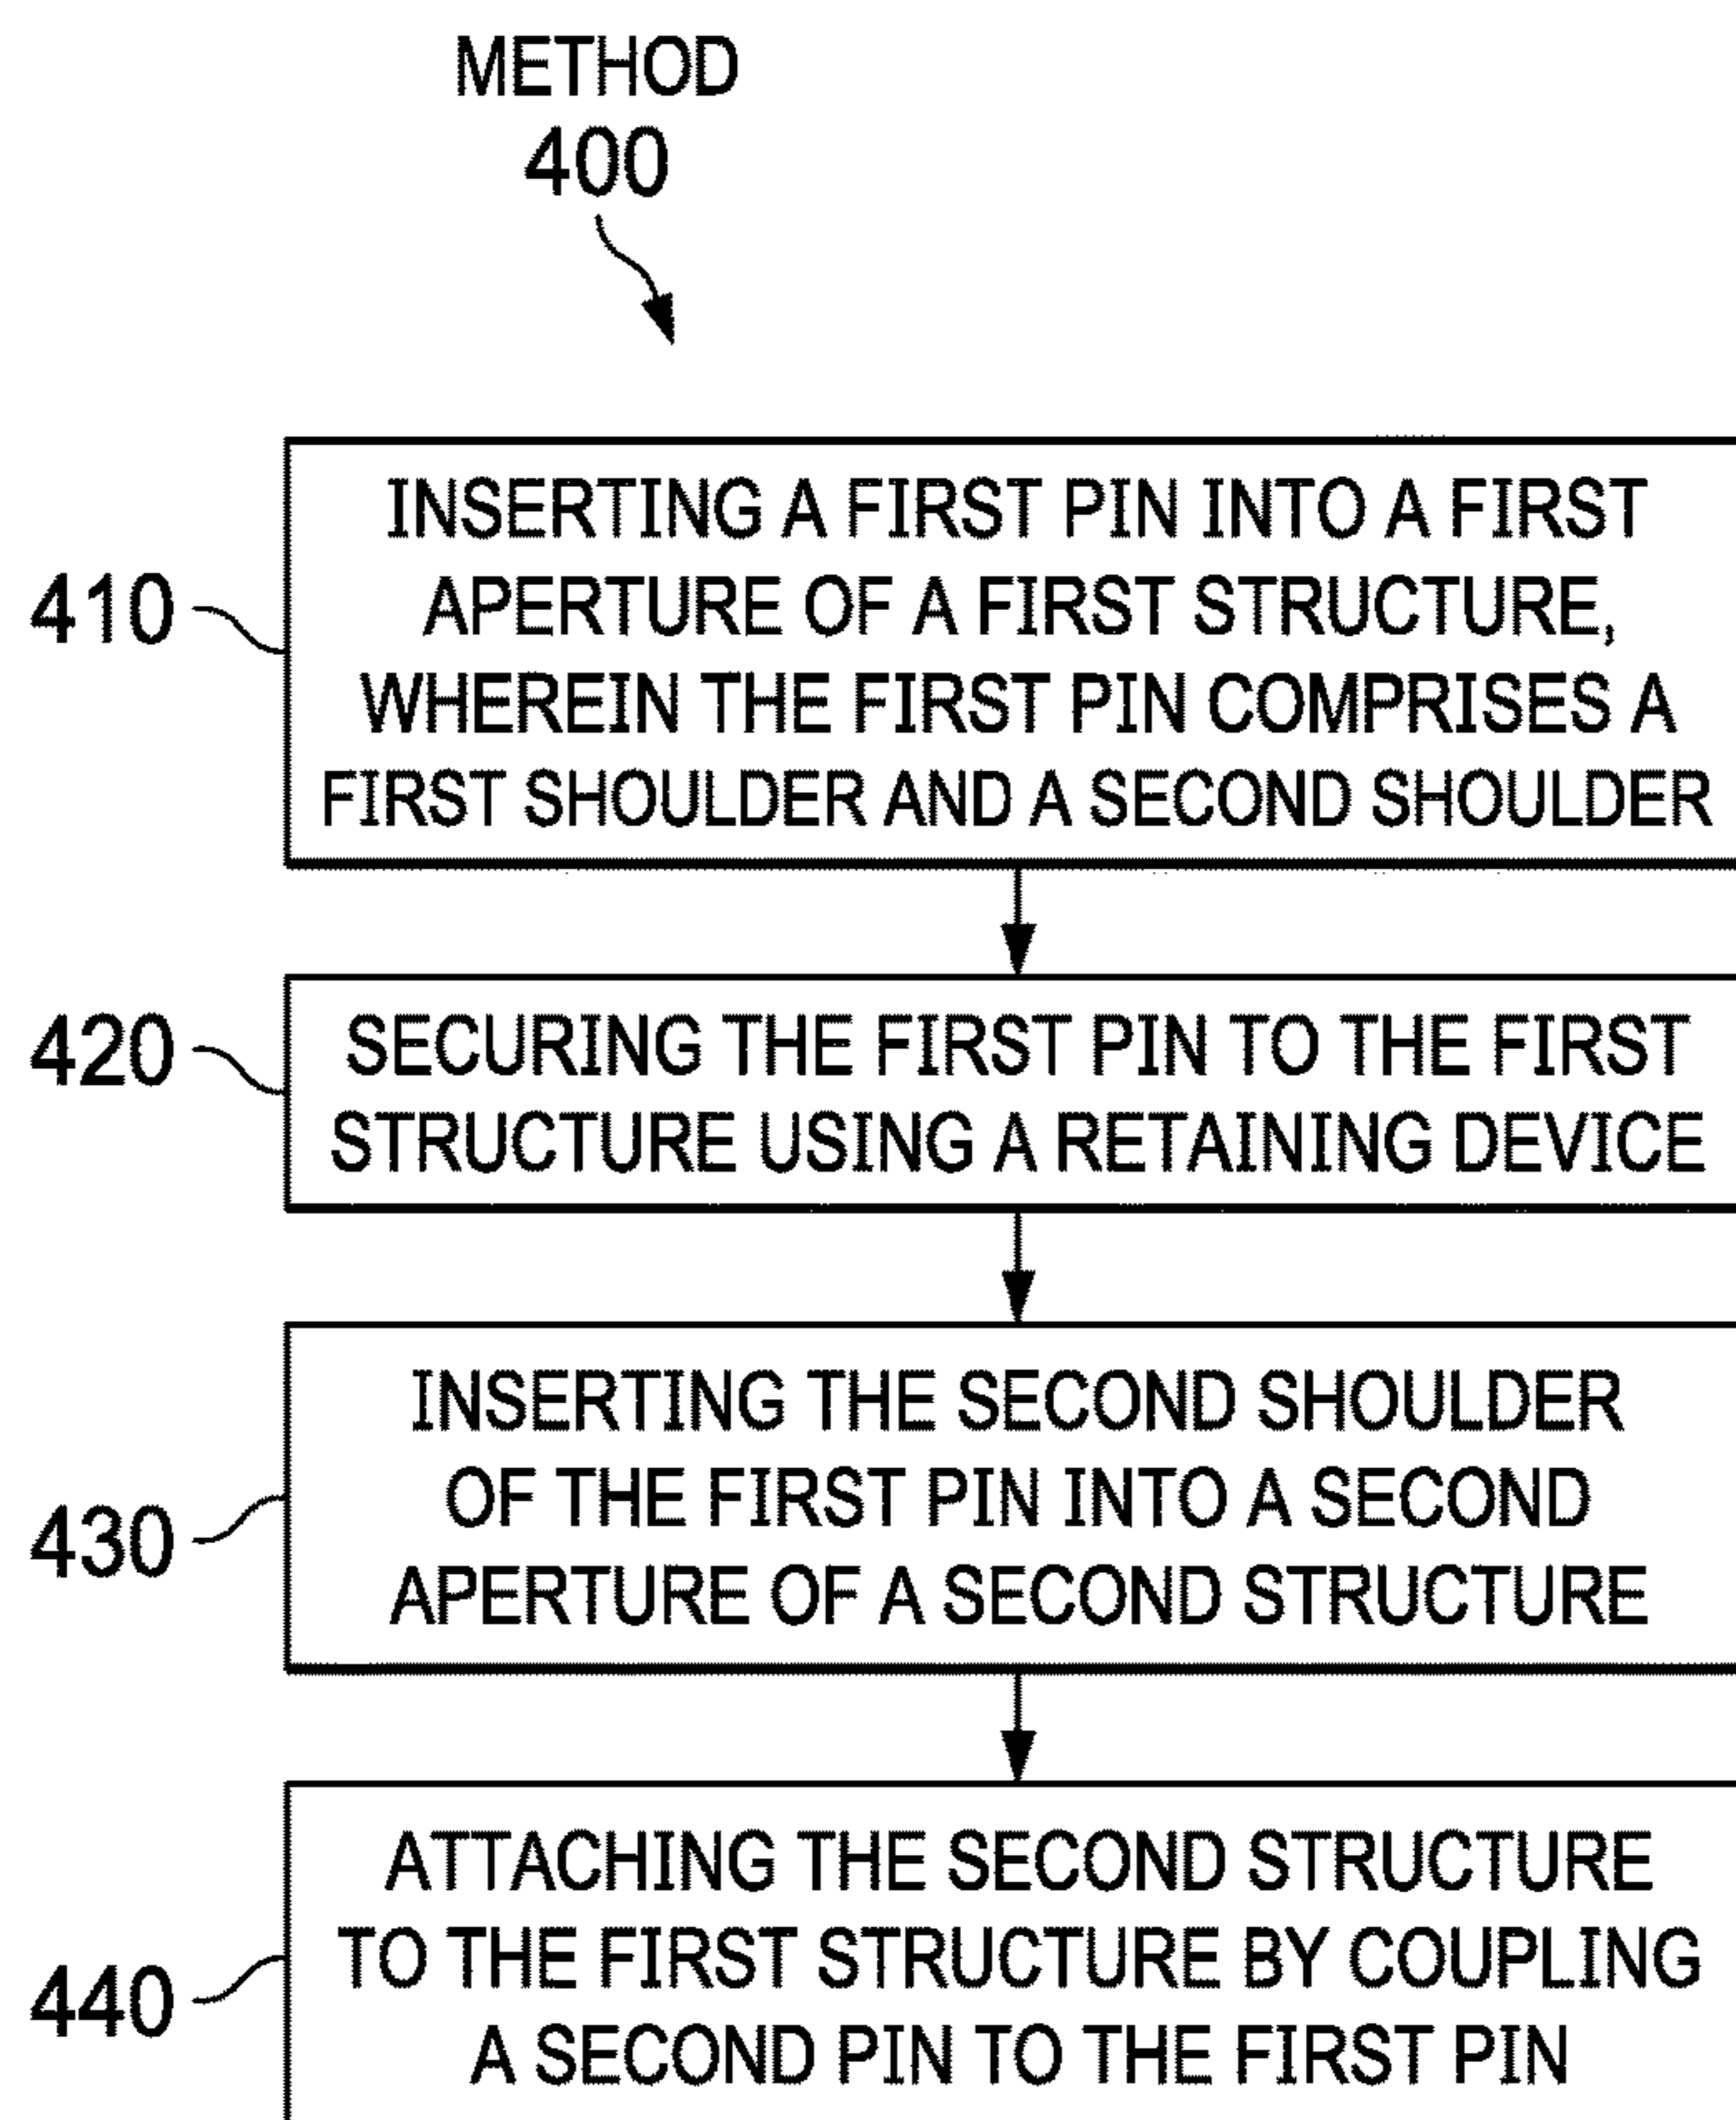 METHOD
400
410
INSERTING A FIRST PIN INTO A FIRST
APERTURE OF A FIRST STRUCTURE,
WHEREIN THE FIRST PIN COMPRISES A
FIRST SHOULDER AND A SECOND SHOULDER
420
SECURING THE FIRST PIN TO THE FIRST
STRUCTURE USING A RETAINING DEVICE
430
INSERTING THE SECOND SHOULDER
OF THE FIRST PIN INTO A SECOND
APERTURE OF A SECOND STRUCTURE
440
ATTACHING THE SECOND STRUCTURE
TO THE FIRST STRUCTURE BY COUPLING
A SECOND PIN TO THE FIRST PIN